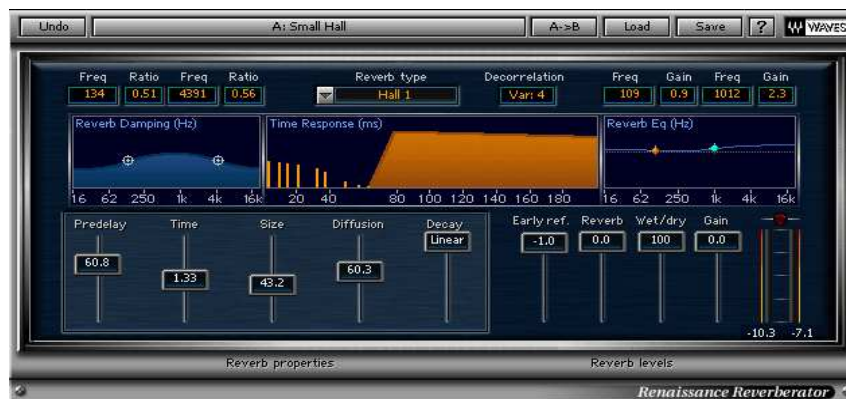 Undo A: Small Hall A->B Load Save ? WAVES
Freq Ratio Freq Ratio Reverb type Decorrelation Freq Gain Freq Gain
134 0.51 4391 0.56 Hall 1 Var: 4 109 0.9 1012 2.3
Reverb Damping (Hz) Time Response (ms) Reverb Eq (Hz)
16 62 250 1k 4k 16k 20 40 80 100 120 140 160 180 16 62 250 1k 4k 16k
Predelay Time Size Diffusion Decay Early ref. Reverb Wet/dry Gain
60.8 1.33 43.2 60.3 Linear -1.0 0.0 100 0.0
-10.3 -7.1
Reverb properties Reverb levels
Renaissance Reverberator